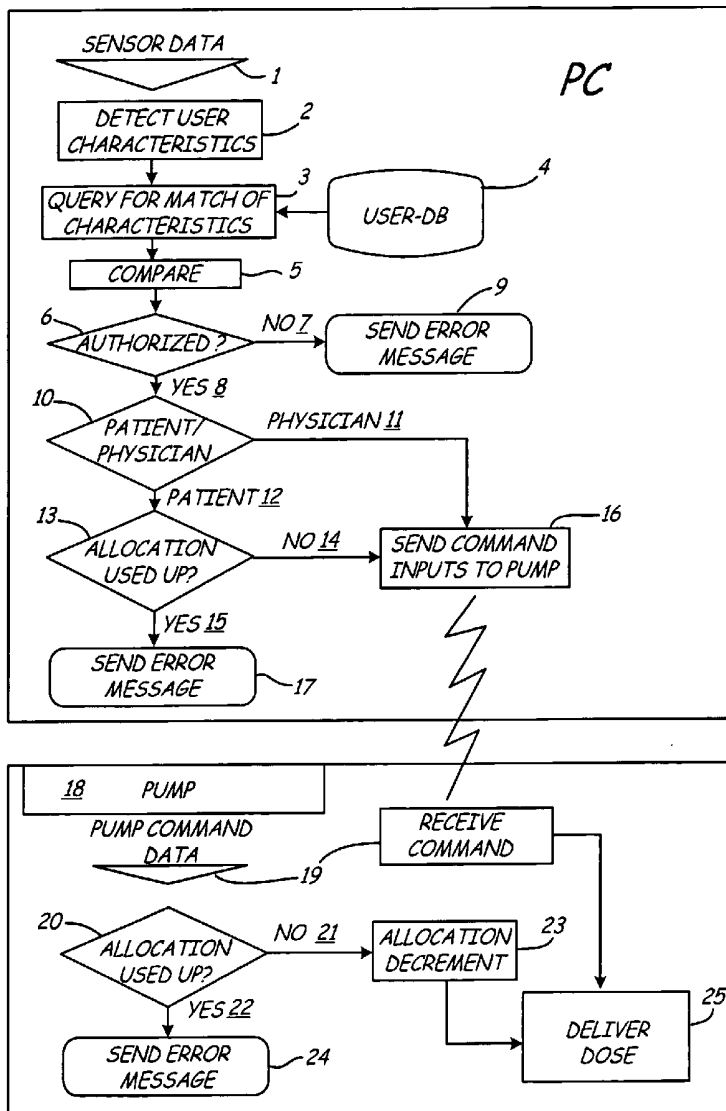 SENSOR DATA
1
PC
DETECT USER
CHARACTERISTICS
2
QUERY FOR MATCH OF
CHARACTERISTICS
3
USER-DB
4
COMPARE
5
AUTHORIZED?
6
NO 7
SEND ERROR
MESSAGE
9
YES 8
PATIENT/
PHYSICIAN
10
PHYSICIAN 11
PATIENT 12
ALLOCATION
USED UP?
13
NO 14
SEND COMMAND
INPUTS TO PUMP
16
YES 15
SEND ERROR
MESSAGE
17
18 PUMP
PUMP COMMAND
DATA
19
RECEIVE
COMMAND
ALLOCATION
USED UP?
20
NO 21
ALLOCATION
DECREMENT
23
YES 22
SEND ERROR
MESSAGE
24
DELIVER
DOSE
25